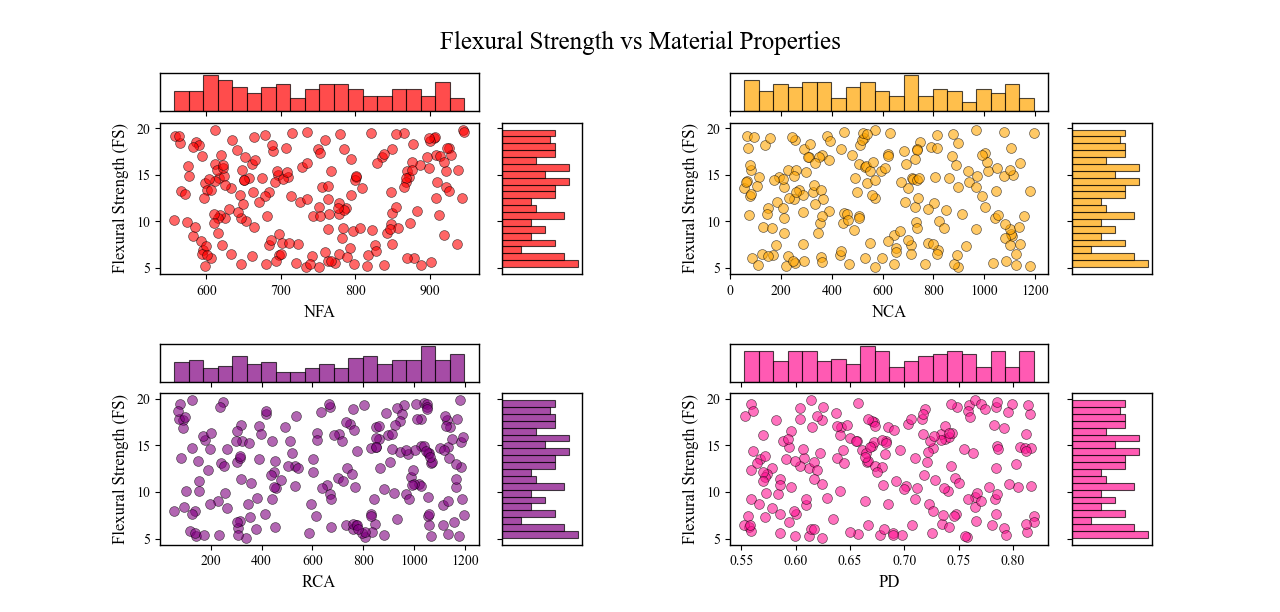 Flexural Strength vs Material Properties
Flexural Strength (FS)
20
15
10
5
600 700 800 900
NFA
Flexural Strength (FS)
20
15
10
5
0 200 400 600 800 1000 1200
NCA
Flexural Strength (FS)
20
15
10
5
200 400 600 800 1000 1200
RCA
Flexural Strength (FS)
20
15
10
5
0.55 0.60 0.65 0.70 0.75 0.80
PD